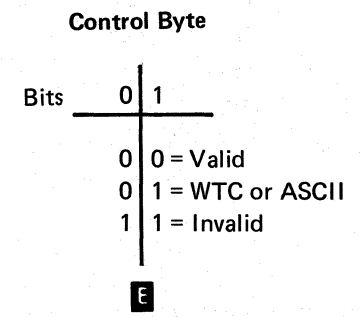 Control Byte
Bits 0 1
0 0 = Valid
0 1 = WTC or ASCII
1 1 = Invalid
E